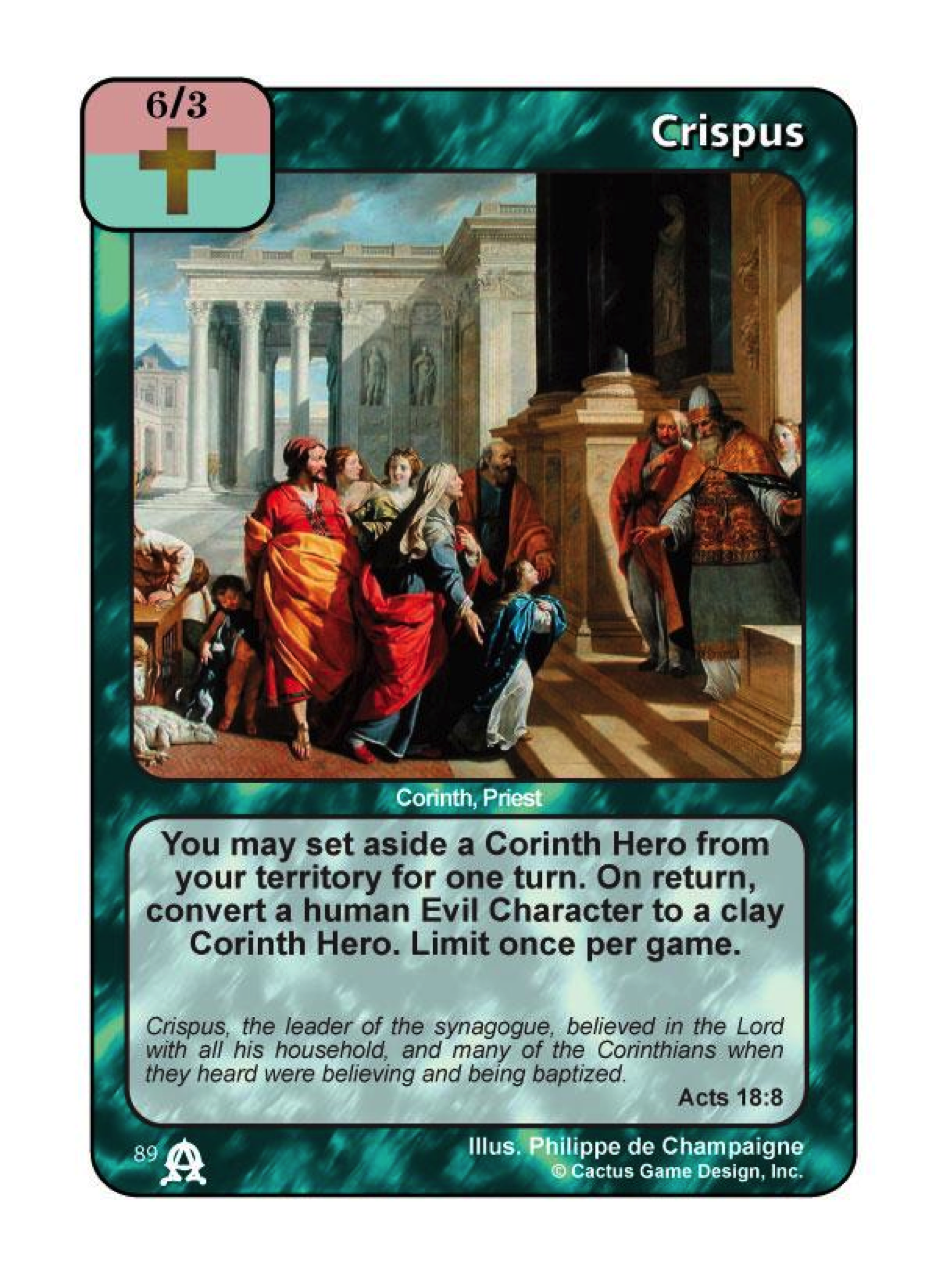 6/3
Crispus
Corinth, Priest
You may set aside a Corinth Hero from
your territory for one turn. On return,
convert a human Evil Character to a clay
Corinth Hero. Limit once per game.
Crispus, the leader of the synagogue, believed in the Lord
with all his household, and many of the Corinthians when
they heard were believing and being baptized.
Acts 18:8
89
Illus. Philippe de Champaigne
© Cactus Game Design, Inc.